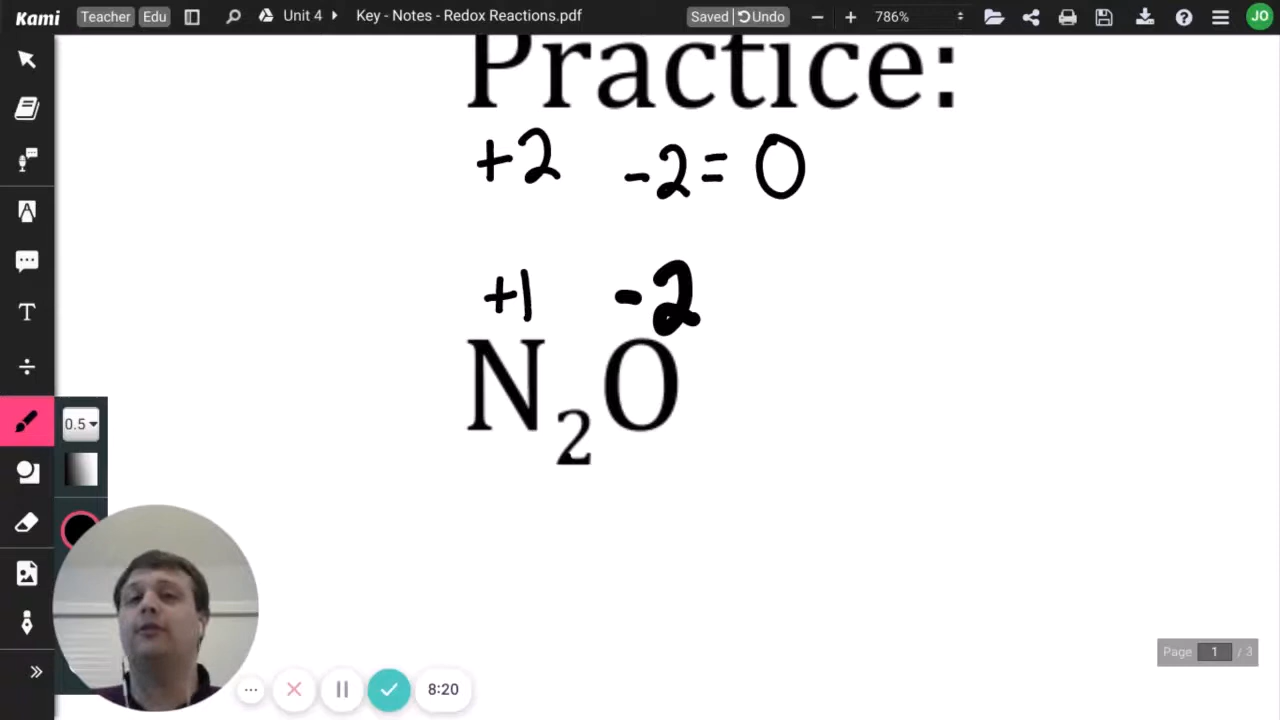 Kami Teacher Edu Unit 4 Key - Notes - Redox Reactions.pdf Saved Undo 786% JO
Practice:
+2 -2 = 0
+1 -2
N₂O
T
0.5
Page 1 / 3
8:20